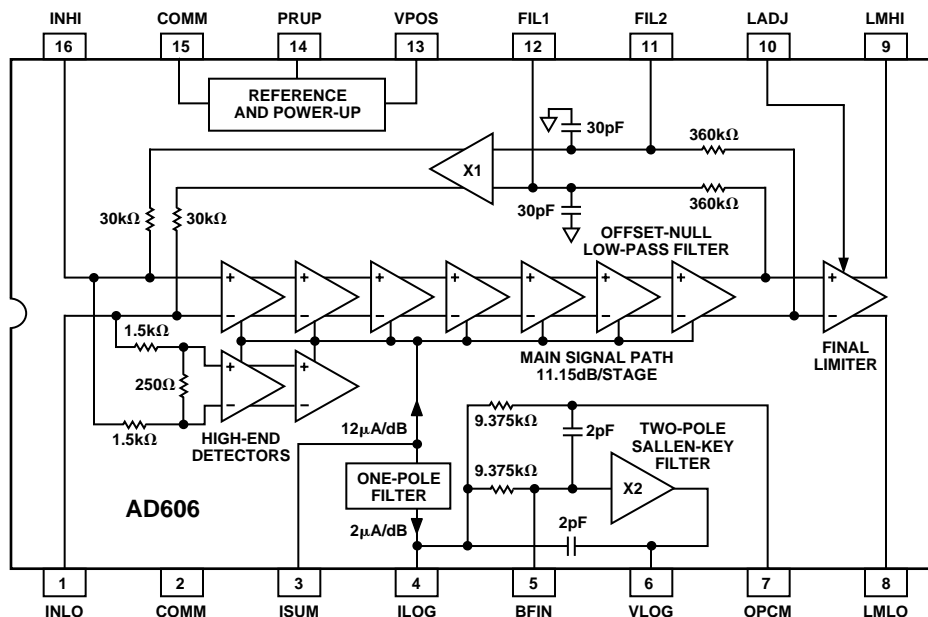 INHI COMM PRUP VPOS FIL1 FIL2 LADJ LMHI
16 15 14 13 12 11 10 9
REFERENCE
AND POWER-UP
30pF
360kΩ
X1
30kΩ 30kΩ
30pF
360kΩ
OFFSET-NULL
LOW-PASS FILTER
+ + + + + + + +
– – – – – – – –
1.5kΩ
250Ω
1.5kΩ
+ +
– –
HIGH-END
DETECTORS
MAIN SIGNAL PATH
11.15dB/STAGE
FINAL
LIMITER
12µA/dB
ONE-POLE
FILTER
2µA/dB
9.375kΩ
2pF
TWO-POLE
SALLEN-KEY
FILTER
9.375kΩ
X2
2pF
AD606
1 2 3 4 5 6 7 8
INLO COMM ISUM ILOG BFIN VLOG OPCM LMLO